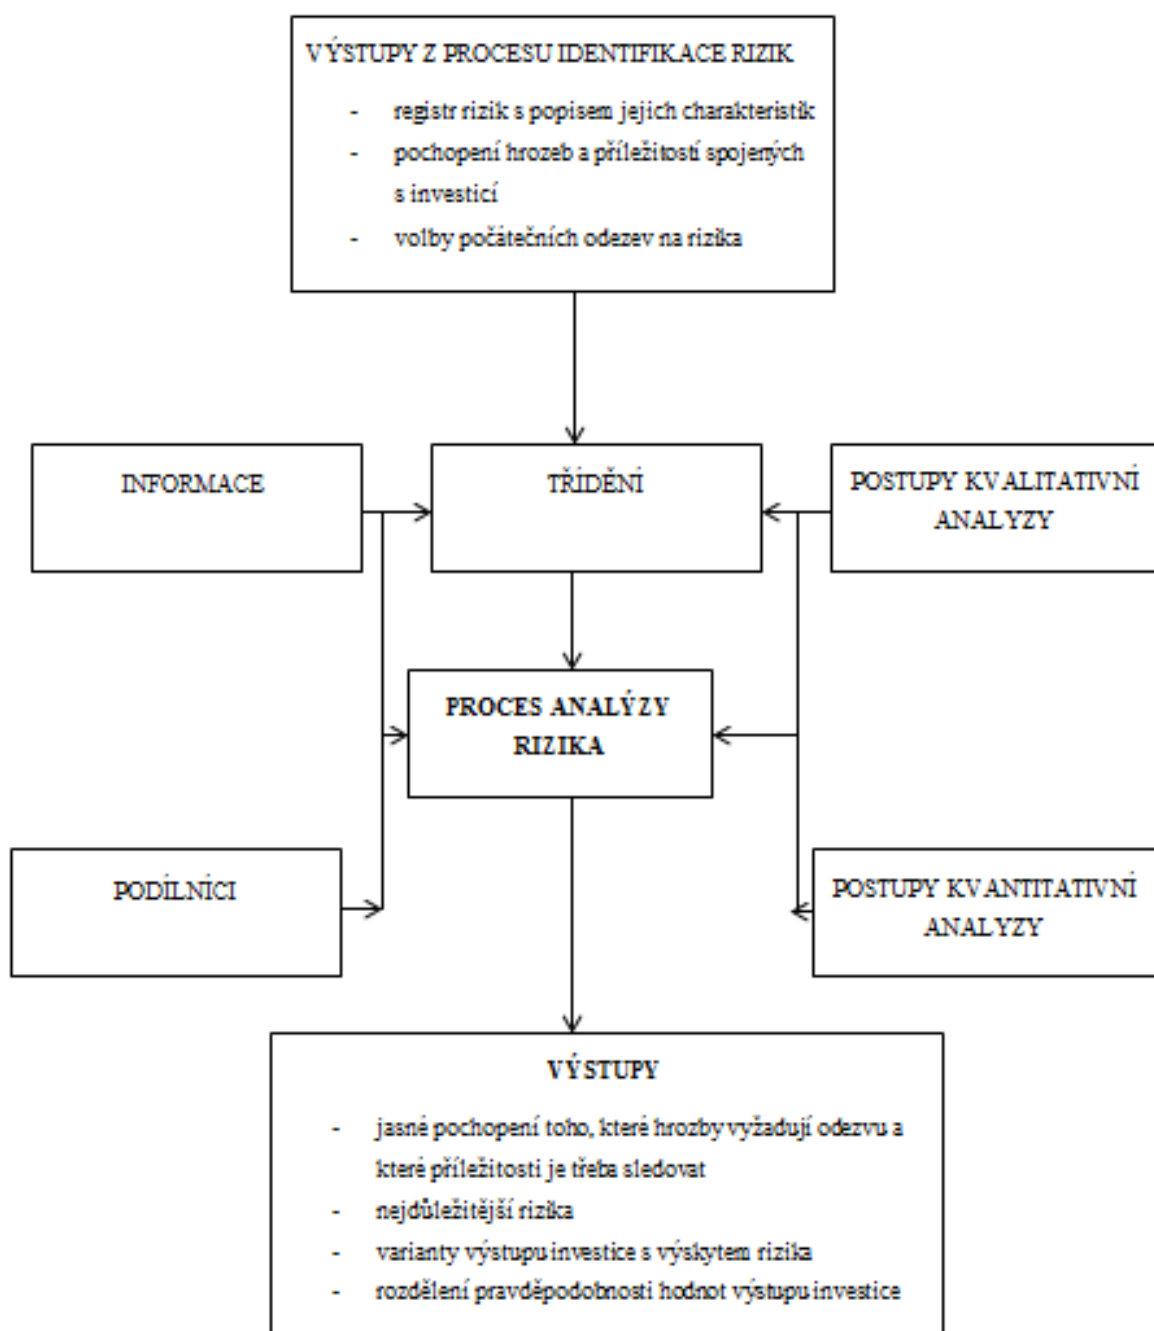 VÝSTUPY Z PROCESU IDENTIFIKACE RIZIK
- registr rizik s popisem jejich charakteristik
- pochopení hrozeb a příležitostí spojených
s investicí
- volby počátečních odezev na rizika
INFORMACE
TŘÍDĚNÍ
POSTUPY KVALITATIVNÍ
ANALYZY
PROCES ANALÝZY
RIZIKA
PODÍLNÍCI
POSTUPY KVANTITATIVNÍ
ANALYZY
VÝSTUPY
- jasné pochopení toho, které hrozby vyžadují odezvu a
které příležitosti je třeba sledovat
- nejdůležitější rizika
- varianty výstupu investice s výskytem rizika
- rozdělení pravděpodobnosti hodnot výstupu investice